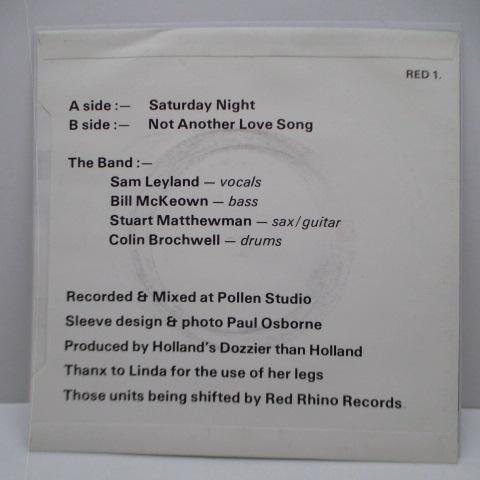 RED 1.
A side :— Saturday Night
B side :— Not Another Love Song
The Band :—
Sam Leyland — vocals
Bill McKeown — bass
Stuart Matthewman — sax/guitar
Colin Brochwell — drums
Recorded & Mixed at Pollen Studio
Sleeve design & photo Paul Osborne
Produced by Holland's Dozzier than Holland
Thanx to Linda for the use of her legs
Those units being shifted by Red Rhino Records